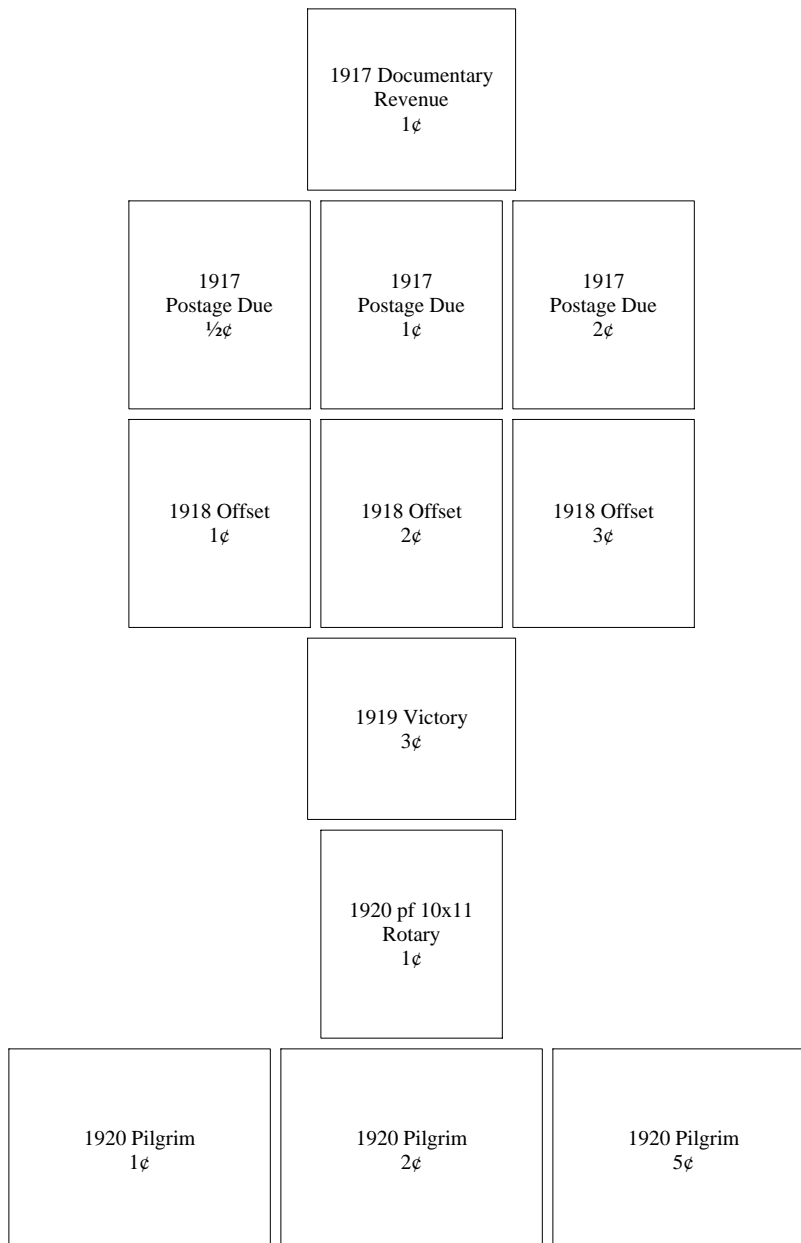 1917 Documentary
Revenue
1¢
1917
Postage Due
½¢
1917
Postage Due
1¢
1917
Postage Due
2¢
1918 Offset
1¢
1918 Offset
2¢
1918 Offset
3¢
1919 Victory
3¢
1920 pf 10x11
Rotary
1¢
1920 Pilgrim
1¢
1920 Pilgrim
2¢
1920 Pilgrim
5¢